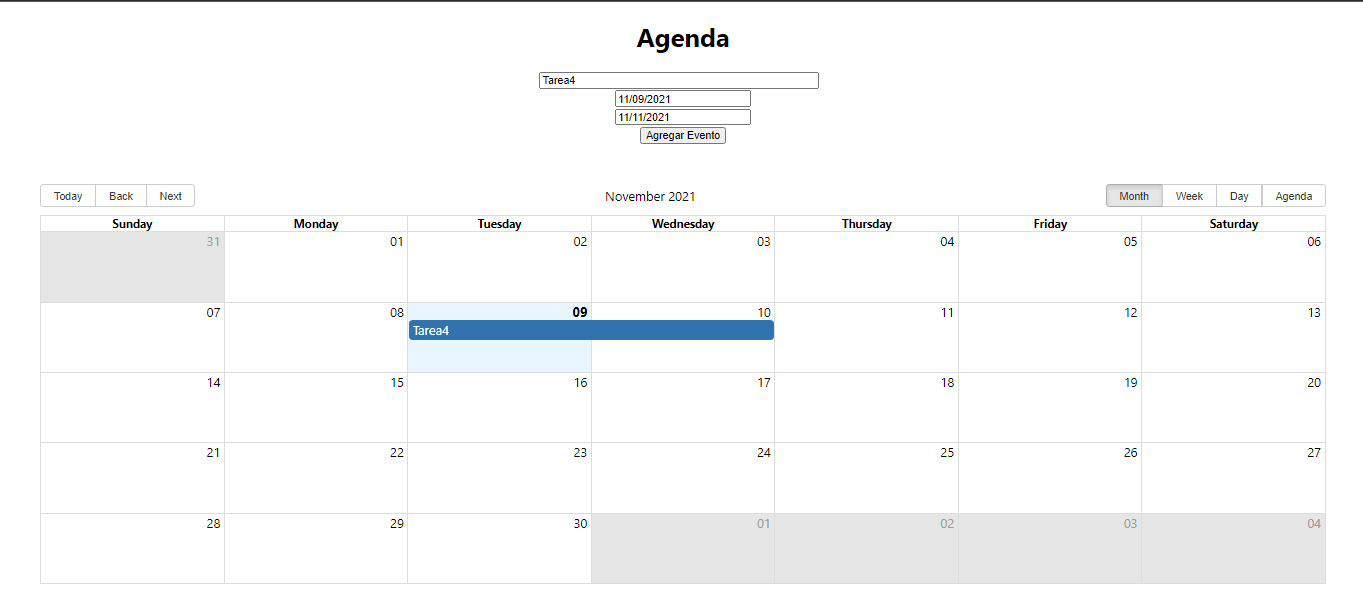 Agenda
Tarea4
11/09/2021
11/11/2021
Agregar Evento
Today Back Next November 2021 Month Week Day Agenda
Sunday Monday Tuesday Wednesday Thursday Friday Saturday
31 01 02 03 04 05 06
07 08 09 10 11 12 13
Tarea4
14 15 16 17 18 19 20
21 22 23 24 25 26 27
28 29 30 01 02 03 04